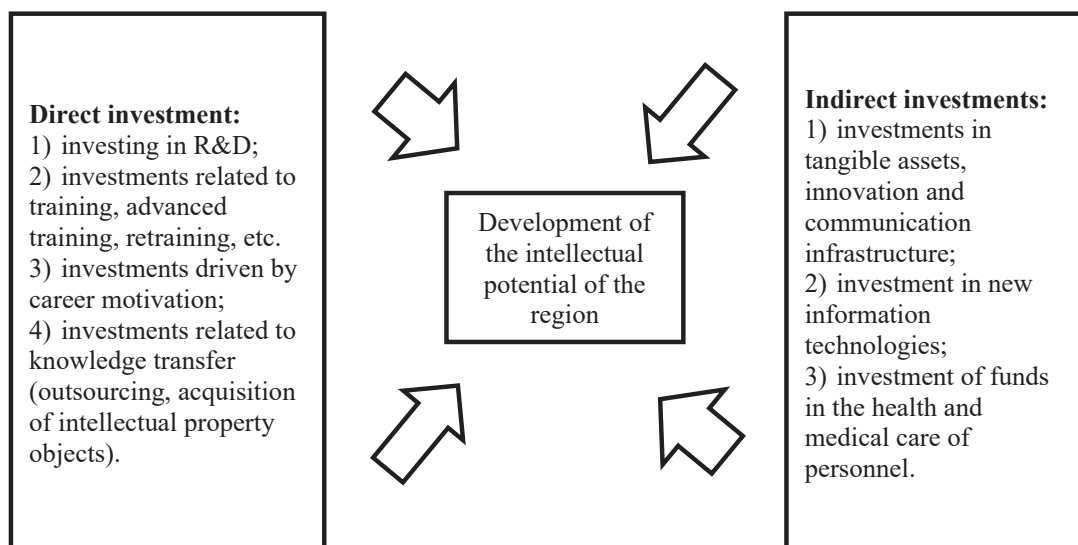 Direct investment:
1) investing in R&D;
2) investments related to
training, advanced
training, retraining, etc.
3) investments driven by
career motivation;
4) investments related to
knowledge transfer
(outsourcing, acquisition
of intellectual property
objects).
Development of
the intellectual
potential of the
region
Indirect investments:
1) investments in
tangible assets,
innovation and
communication
infrastructure;
2) investment in new
information
technologies;
3) investment of funds
in the health and
medical care of
personnel.